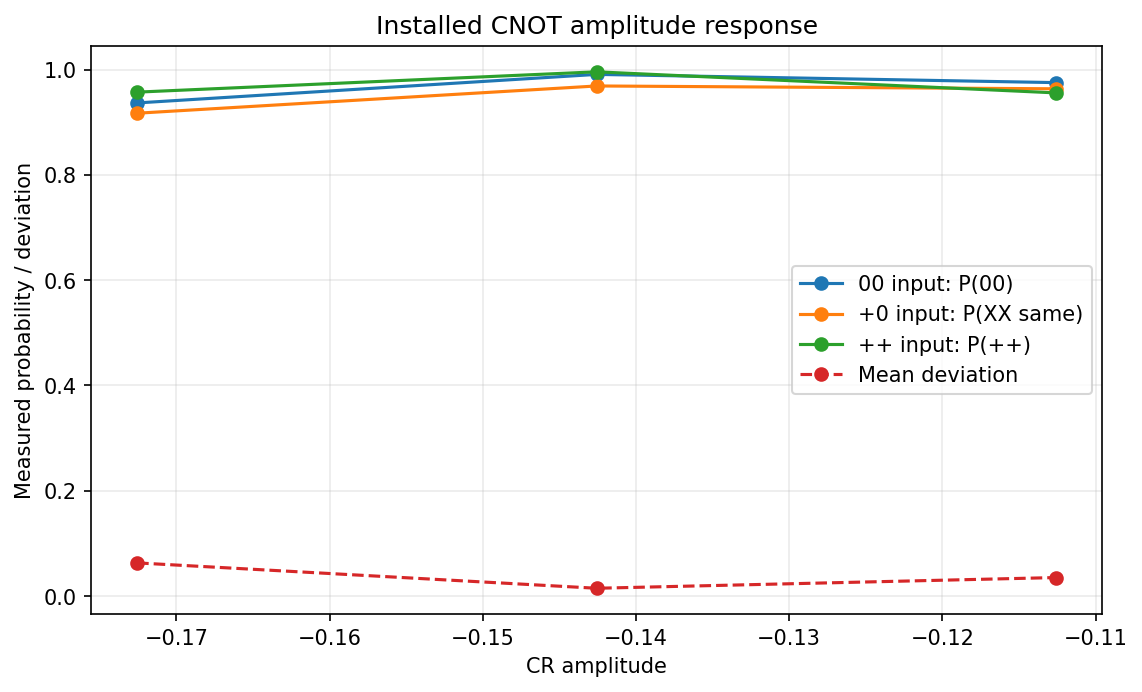 Installed CNOT amplitude response
Measured probability / deviation
1.0
0.8
0.6
0.4
0.2
0.0
00 input: P(00)
+0 input: P(XX same)
++ input: P(++)
Mean deviation
−0.17
−0.16
−0.15
−0.14
−0.13
−0.12
−0.11
CR amplitude